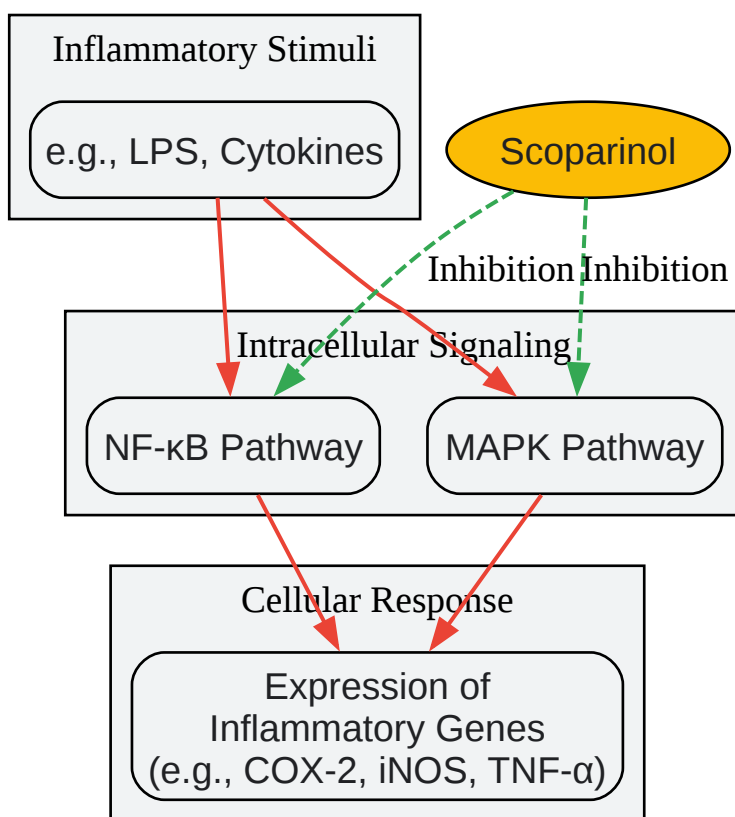 Inflammatory Stimuli
e.g., LPS, Cytokines
Scoparinol
Inhibition
Inhibition
Intracellular Signaling
NF-κB Pathway
MAPK Pathway
Cellular Response
Expression of
Inflammatory Genes
(e.g., COX-2, iNOS, TNF-α)